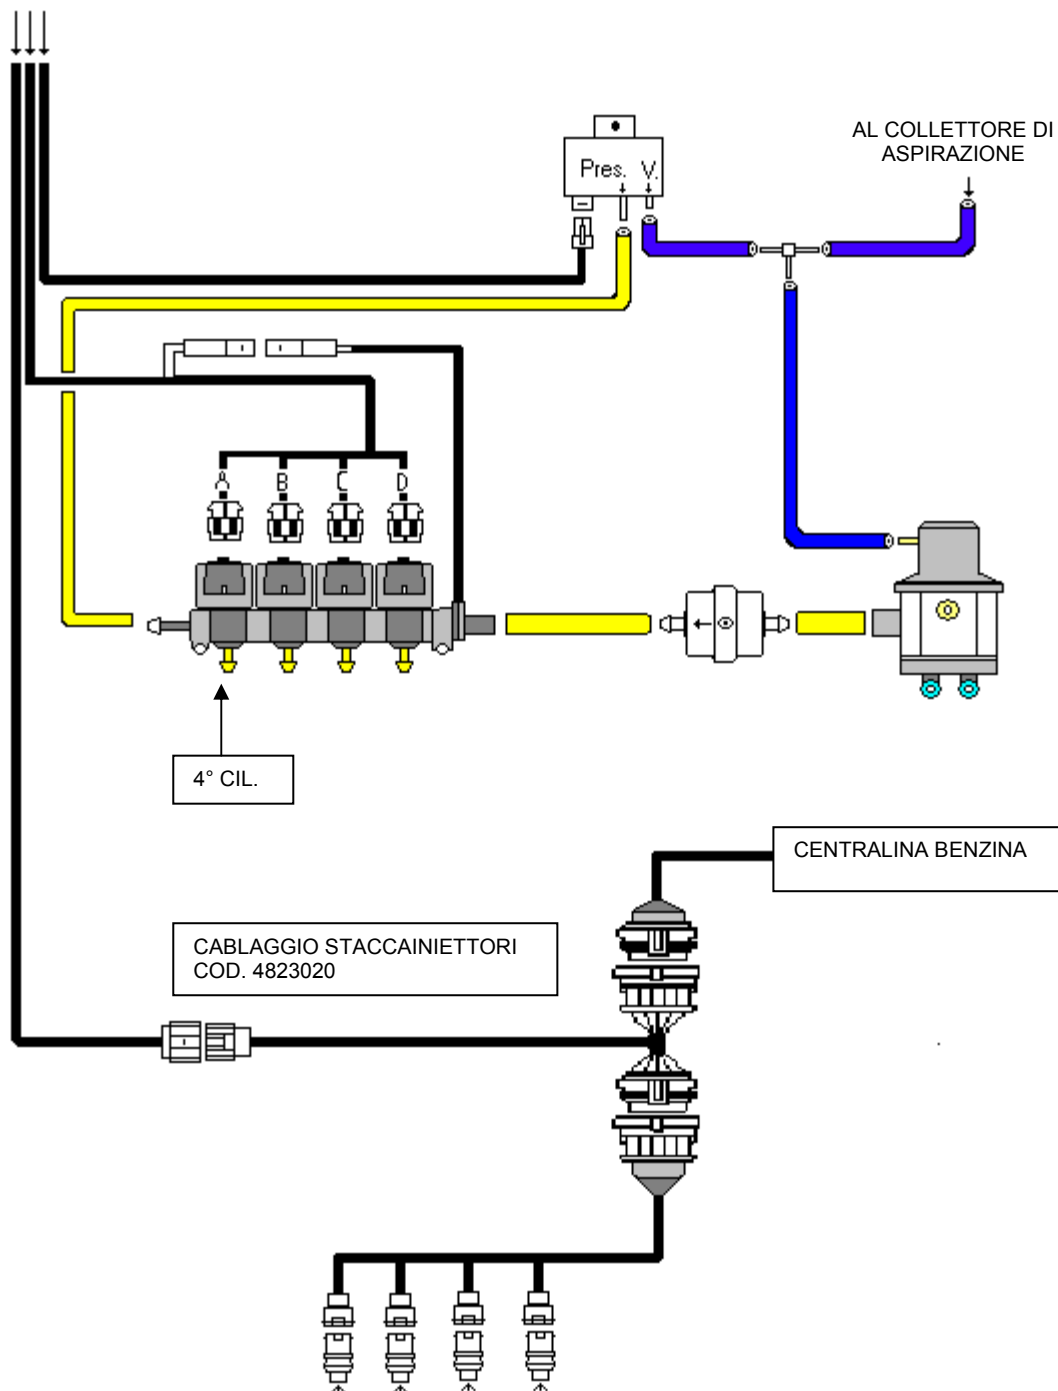 AL COLLETTORE DI
ASPIRAZIONE
Pres. V.
A B C D
4° CIL.
CENTRALINA BENZINA
CABLAGGIO STACCAINIETTORI
COD. 4823020